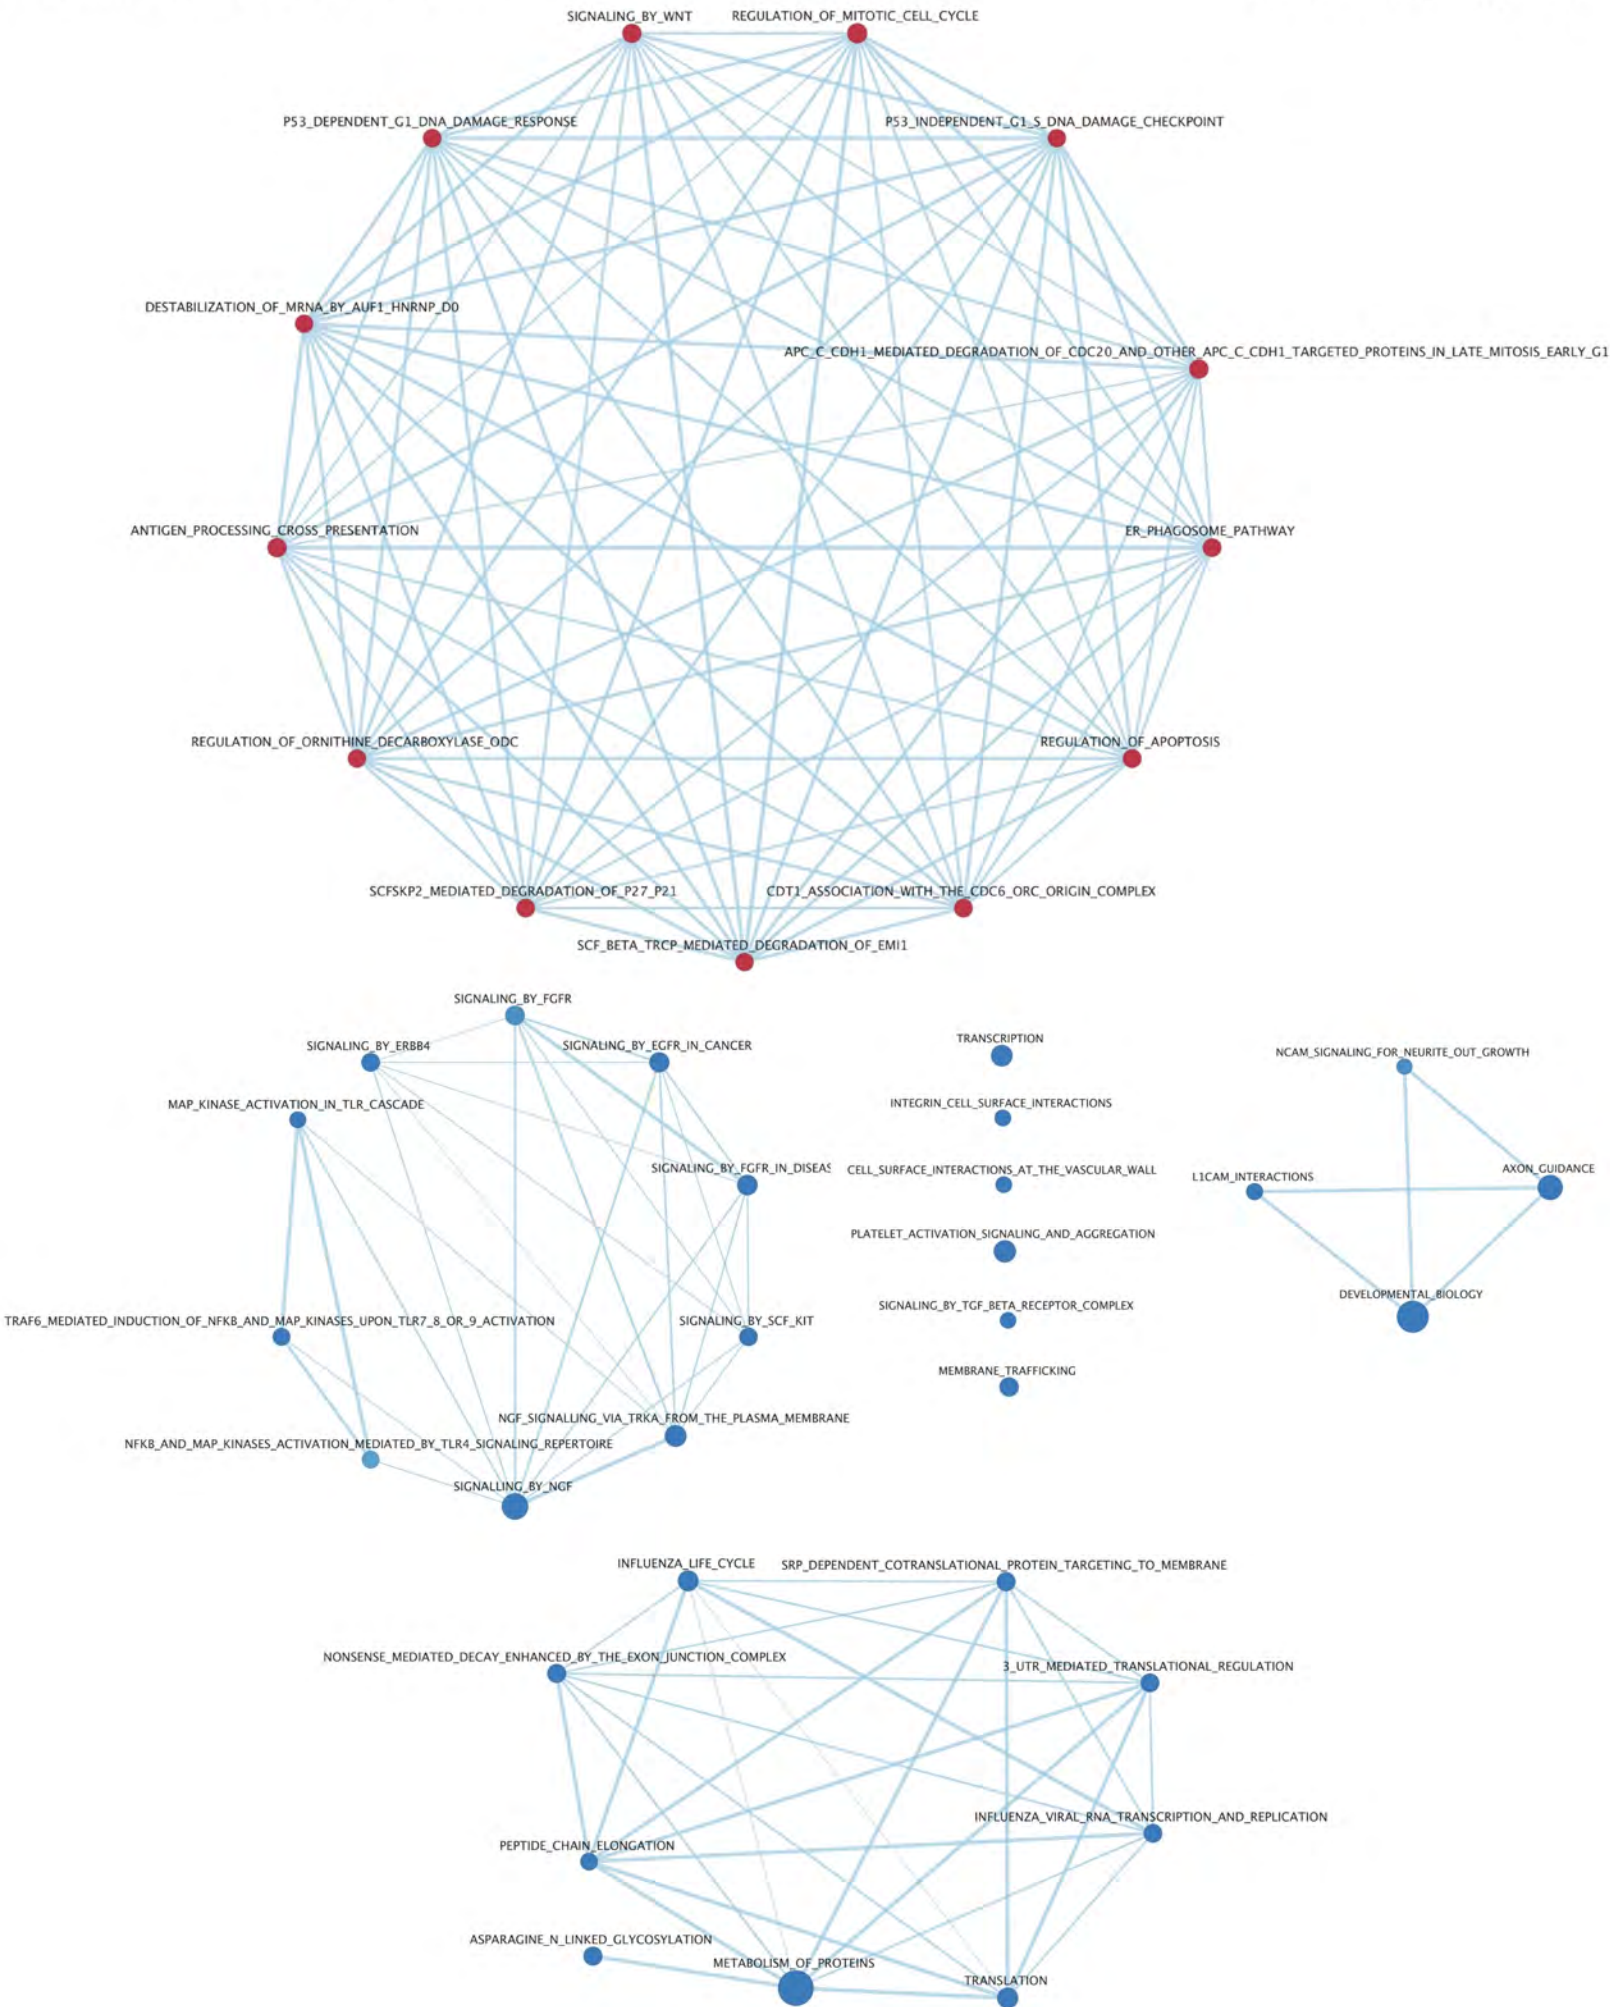 SIGNALING_BY_WNT
REGULATION_OF_MITOTIC_CELL_CYCLE
P53_DEPENDENT_G1_DNA_DAMAGE_RESPONSE
P53_INDEPENDENT_G1_S_DNA_DAMAGE_CHECKPOINT
DESTABILIZATION_OF_MRNA_BY_AUF1_HNRNP_D0
APC_C_CDH1_MEDIATED_DEGRADATION_OF_CDC20_AND_OTHER_APC_C_CDH1_TARGETED_PROTEINS_IN_LATE_MITOSIS_EARLY_G1
ANTIGEN_PROCESSING_CROSS_PRESENTATION
ER_PHAGOSOME_PATHWAY
REGULATION_OF_ORNITHINE_DECARBOXYLASE_ODC
REGULATION_OF_APOPTOSIS
SCFSKP2_MEDIATED_DEGRADATION_OF_P27_P21
CDT1_ASSOCIATION_WITH_THE_CDC6_ORC_ORIGIN_COMPLEX
SCF_BETA_TRCP_MEDIATED_DEGRADATION_OF_EMI1
SIGNALING_BY_FGFR
SIGNALING_BY_ERBB4
SIGNALING_BY_EGFR_IN_CANCER
MAP_KINASE_ACTIVATION_IN_TLR_CASCADE
SIGNALING_BY_FGFR_IN_DISEAS
TRAF6_MEDIATED_INDUCTION_OF_NFKB_AND_MAP_KINASES_UPON_TLR7_8_OR_9_ACTIVATION
SIGNALING_BY_SCF_KIT
NGF_SIGNALLING_VIA_TRKA_FROM_THE_PLASMA_MEMBRANE
NFKB_AND_MAP_KINASES_ACTIVATION_MEDIATED_BY_TLR4_SIGNALING_REPERTOIRE
SIGNALLING_BY_NGF
TRANSCRIPTION
INTEGRIN_CELL_SURFACE_INTERACTIONS
CELL_SURFACE_INTERACTIONS_AT_THE_VASCULAR_WALL
PLATELET_ACTIVATION_SIGNALING_AND_AGGREGATION
SIGNALING_BY_TGF_BETA_RECEPTOR_COMPLEX
MEMBRANE_TRAFFICKING
NCAM_SIGNALING_FOR_NEURITE_OUT_GROWTH
L1CAM_INTERACTIONS
AXON_GUIDANCE
DEVELOPMENTAL_BIOLOGY
INFLUENZA_LIFE_CYCLE
SRP_DEPENDENT_COTRANSLATIONAL_PROTEIN_TARGETING_TO_MEMBRANE
NONSENSE_MEDIATED_DECAY_ENHANCED_BY_THE_EXON_JUNCTION_COMPLEX
3_UTR_MEDIATED_TRANSLATIONAL_REGULATION
INFLUENZA_VIRAL_RNA_TRANSCRIPTION_AND_REPLICATION
PEPTIDE_CHAIN_ELONGATION
ASPARAGINE_N_LINKED_GLYCOSYLATION
METABOLISM_OF_PROTEINS
TRANSLATION